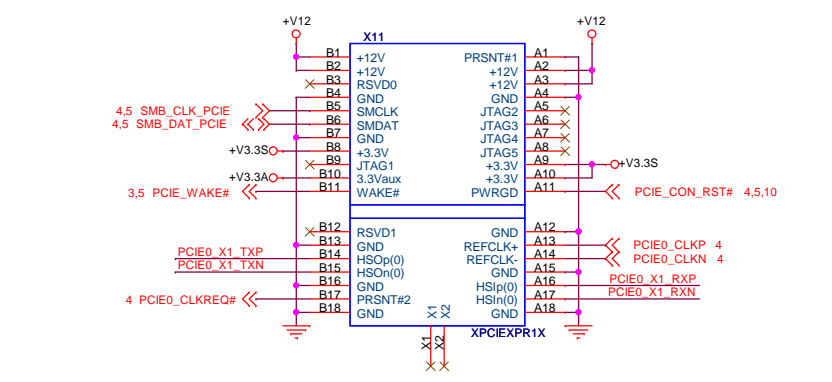 +V12 +V12
X11
B1 +12V PRSNT#1 A1
B2 +12V +12V A2
B3 RSVD0 +12V A3
B4 GND GND A4
4,5 SMB_CLK_PCIE B5 SMCLK JTAG2 A5
4,5 SMB_DAT_PCIE B6 SMDAT JTAG3 A6
B7 GND JTAG4 A7
+V3.3S B8 +3.3V JTAG5 A8
B9 JTAG1 +3.3V A9 +V3.3S
+V3.3A B10 3.3Vaux +3.3V A10
3,5 PCIE_WAKE# B11 WAKE# PWRGD A11 PCIE_CON_RST# 4,5,10
B12 RSVD1 GND A12
B13 GND REFCLK+ A13 PCIE0_CLKP 4
PCIE0_X1_TXP B14 HSOp(0) REFCLK- A14 PCIE0_CLKN 4
PCIE0_X1_TXN B15 HSOn(0) GND A15
B16 GND HSIp(0) A16 PCIE0_X1_RXP
4 PCIE0_CLKREQ# B17 PRSNT#2 HSIn(0) A17 PCIE0_X1_RXN
B18 GND GND A18
X1 X2
XPCIEXPR1X
X1 X2